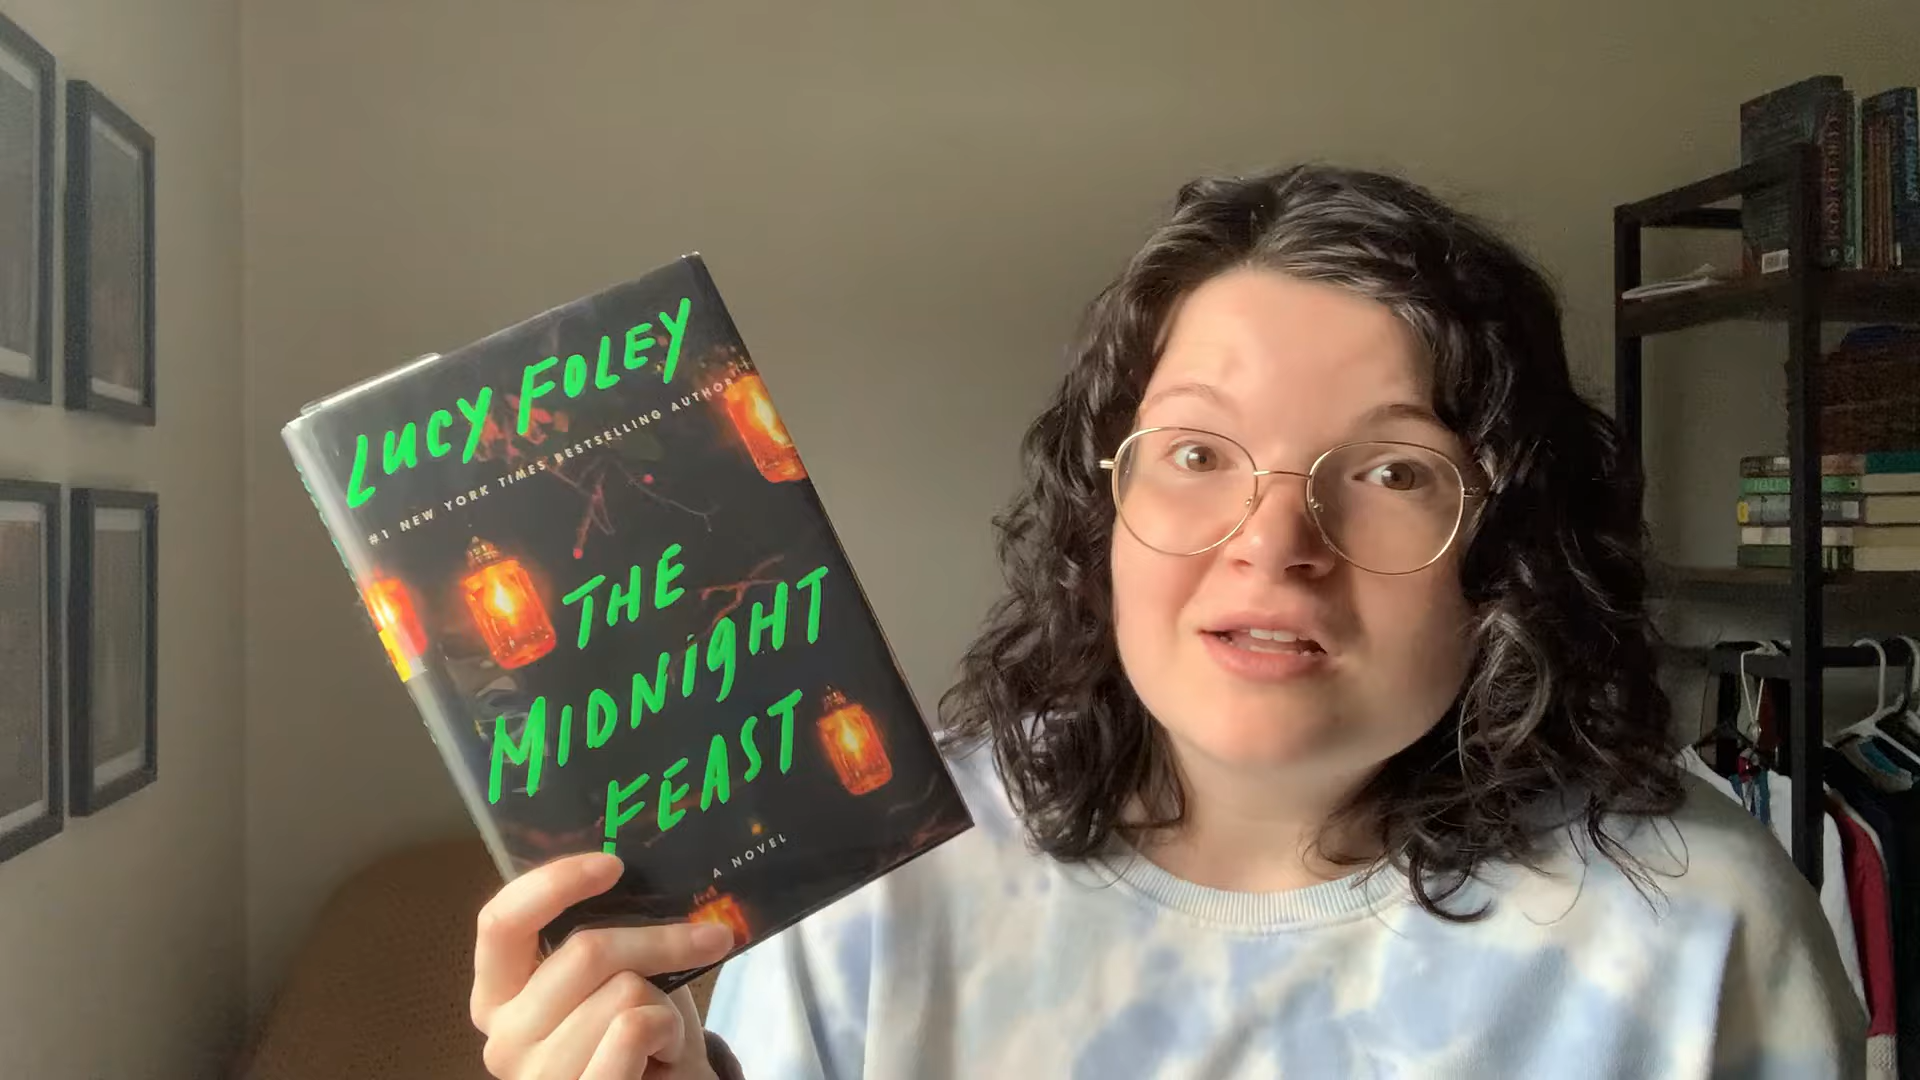 LUCY FOLEY
#1 NEW YORK TIMES BESTSELLING AUTHOR
THE
MIDNIGHT
FEAST
A NOVEL